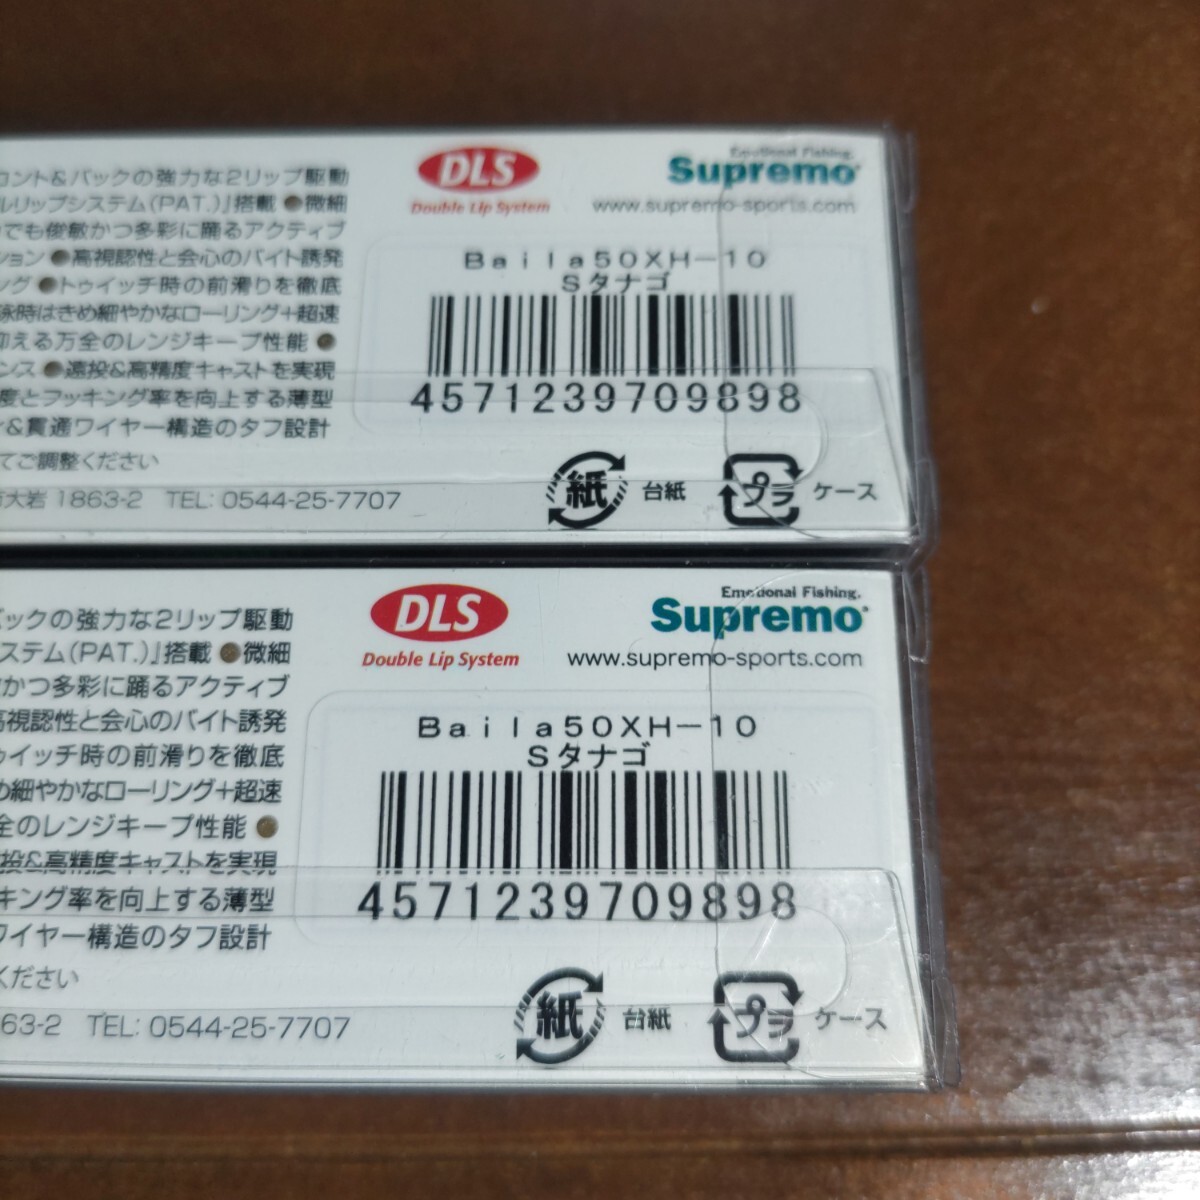 コント&バックの強力な2リップ駆動
ルリップシステム(PAT.)』搭載 ●微細
でも俊敏かつ多彩に踊るアクティブ
ション ●高視認性と会心のバイト誘発
ング ●トゥイッチ時の前滑りを徹底
泳時はきめ細やかなローリング+超速
抑える万全のレンジキープ性能 ●
ンス ●遠投&高精度キャストを実現
度とフッキング率を向上する薄型
&貫通ワイヤー構造のタフ設計
てご調整ください
大岩 1863-2 TEL: 0544-25-7707
DLS
Double Lip System
Emotional Fishing.
Supremo
www.supremo-sports.com
Baila50XH-10
Sタナゴ
4571239709898
紙 台紙
プラ ケース
バックの強力な2リップ駆動
ステム(PAT.)』搭載 ●微細
かつ多彩に踊るアクティブ
高視認性と会心のバイト誘発
ゥイッチ時の前滑りを徹底
め細やかなローリング+超速
全のレンジキープ性能 ●
投&高精度キャストを実現
キング率を向上する薄型
ワイヤー構造のタフ設計
ください
63-2 TEL: 0544-25-7707
DLS
Double Lip System
Emotional Fishing.
Supremo
www.supremo-sports.com
Baila50XH-10
Sタナゴ
4571239709898
紙 台紙
プラ ケース